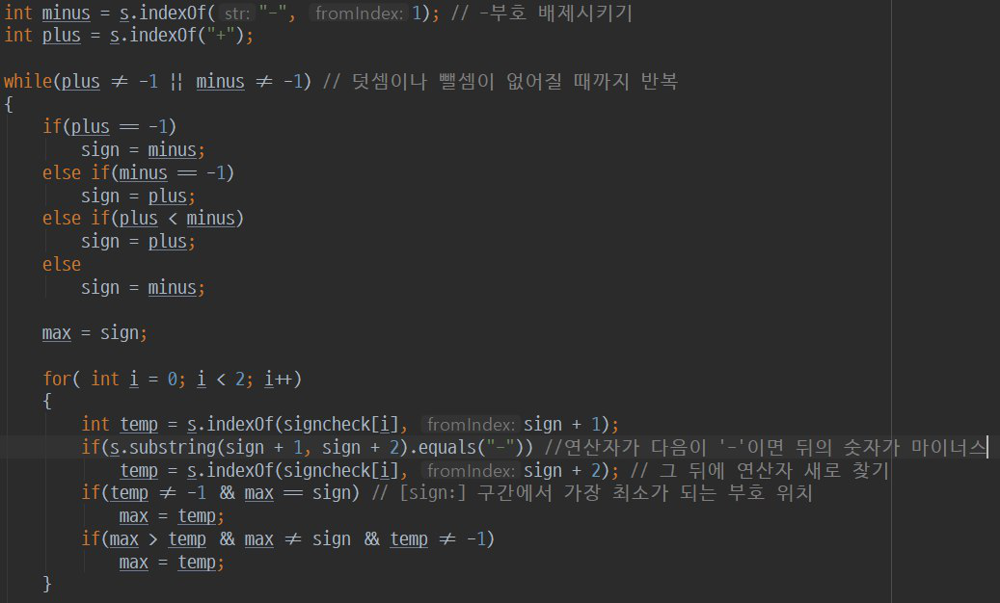 int minus = s.indexOf( str: "-", fromIndex: 1); // -부호 배제시키기
int plus = s.indexOf("+");
while(plus ≠ -1 || minus ≠ -1) // 덧셈이나 뺄셈이 없어질 때까지 반복
{
if(plus == -1)
sign = minus;
else if(minus == -1)
sign = plus;
else if(plus < minus)
sign = plus;
else
sign = minus;
max = sign;
for( int i = 0; i < 2; i++)
{
int temp = s.indexOf(signcheck[i], fromIndex: sign + 1);
if(s.substring(sign + 1, sign + 2).equals("-")) //연산자가 다음이 '-'이면 뒤의 숫자가 마이너스
temp = s.indexOf(signcheck[i], fromIndex: sign + 2); // 그 뒤에 연산자 새로 찾기
if(temp ≠ -1 && max == sign) // [sign:] 구간에서 가장 최소가 되는 부호 위치
max = temp;
if(max > temp && max ≠ sign && temp ≠ -1)
max = temp;
}